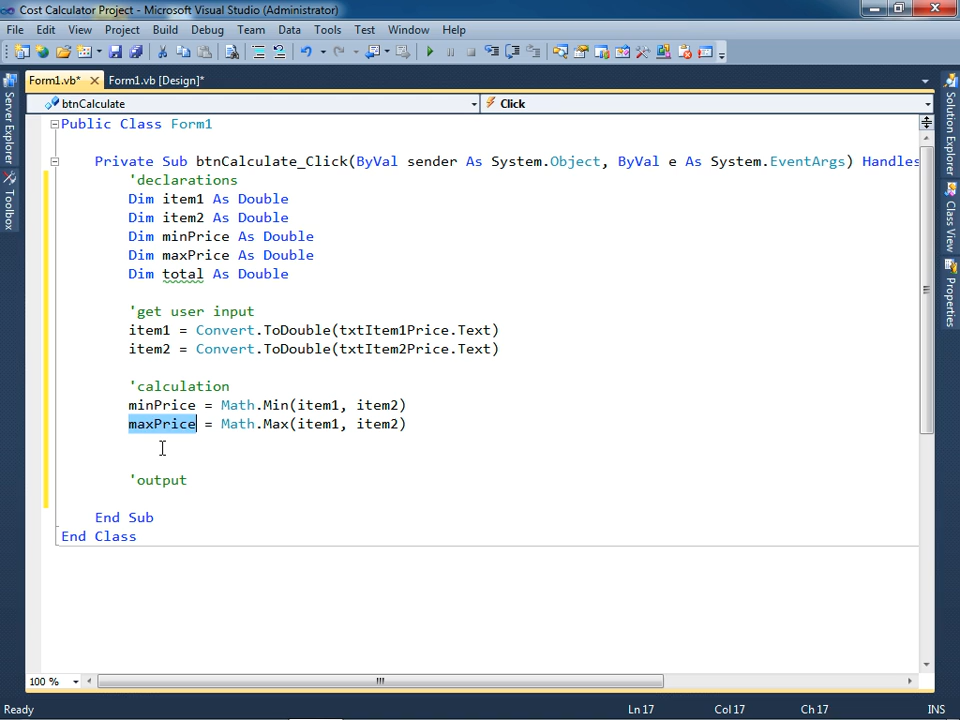 Cost Calculator Project - Microsoft Visual Studio (Administrator)
File Edit View Project Build Debug Team Data Tools Test Window Help
Form1.vb* Form1.vb [Design]*
btnCalculate Click
Public Class Form1
Private Sub btnCalculate_Click(ByVal sender As System.Object, ByVal e As System.EventArgs) Handles
'declarations
Dim item1 As Double
Dim item2 As Double
Dim minPrice As Double
Dim maxPrice As Double
Dim total As Double
'get user input
item1 = Convert.ToDouble(txtItem1Price.Text)
item2 = Convert.ToDouble(txtItem2Price.Text)
'calculation
minPrice = Math.Min(item1, item2)
maxPrice = Math.Max(item1, item2)
'output
End Sub
End Class
100 %
Ready Ln 17 Col 17 Ch 17 INS
Server Explorer
Toolbox
Solution Explorer
Class View
Properties